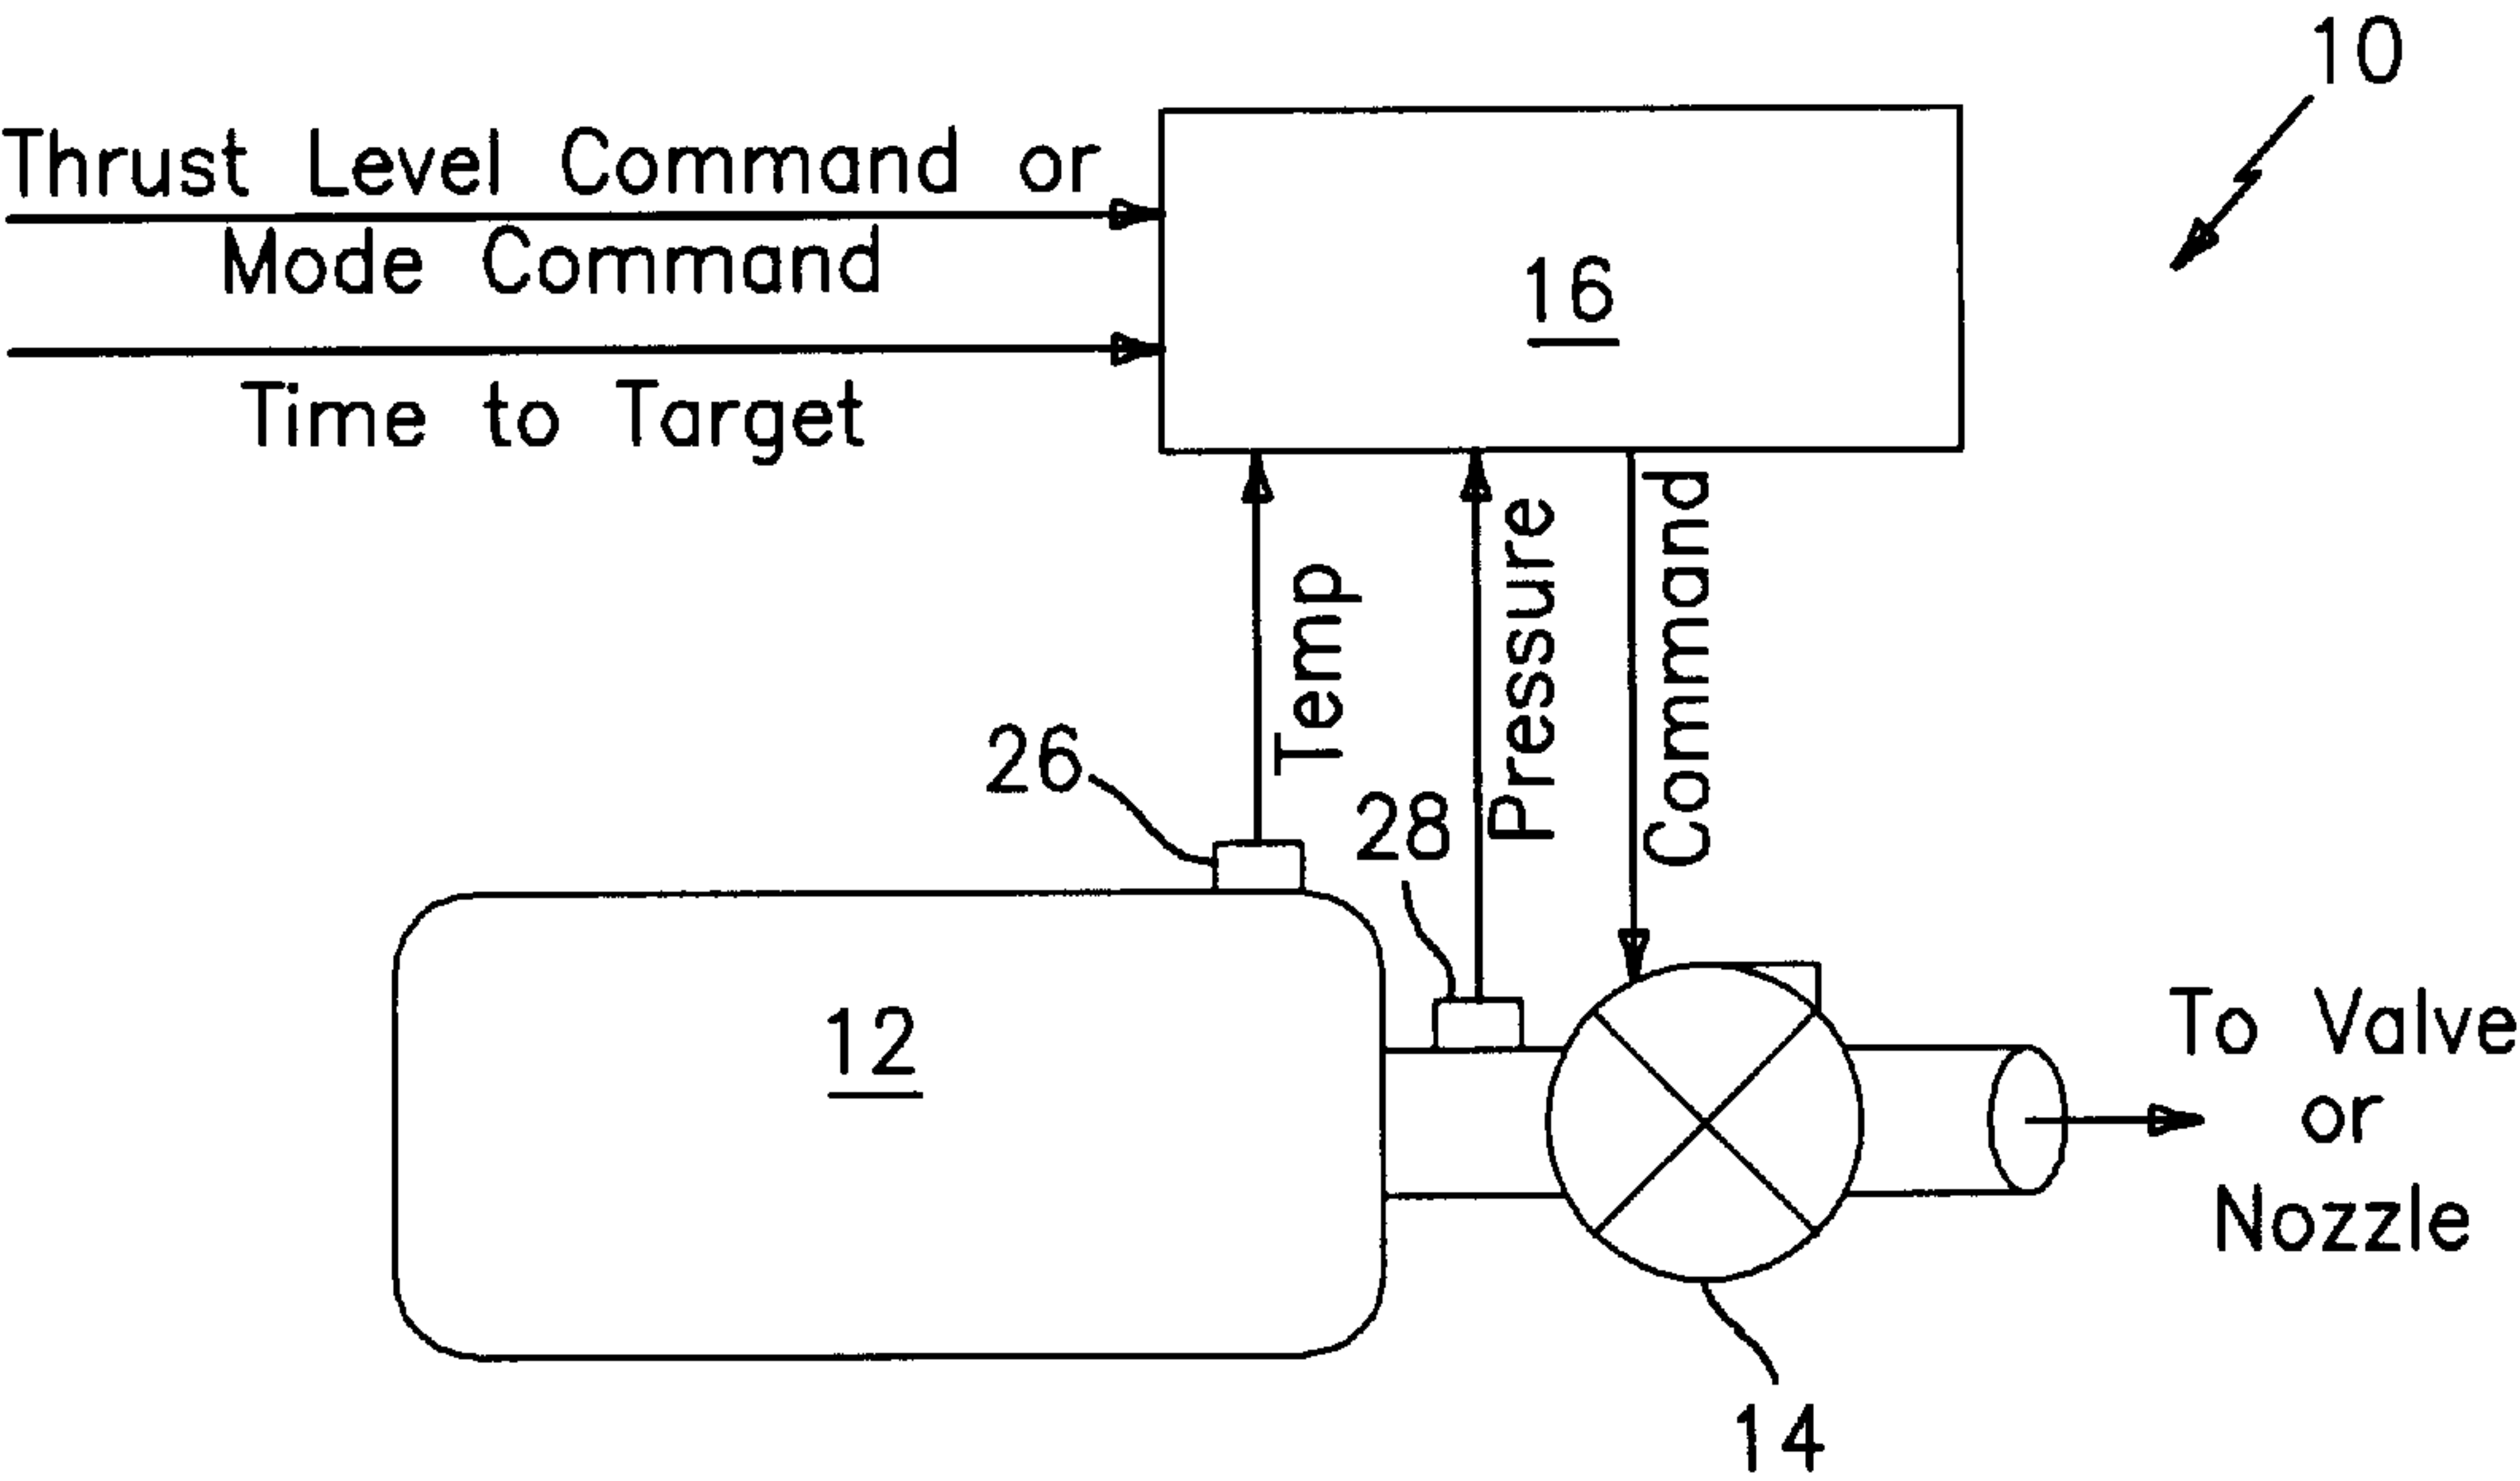 10
Thrust Level Command or
Mode Command
16
Time to Target
Temp
Pressure
Command
26
28
12
To Valve
or
Nozzle
14